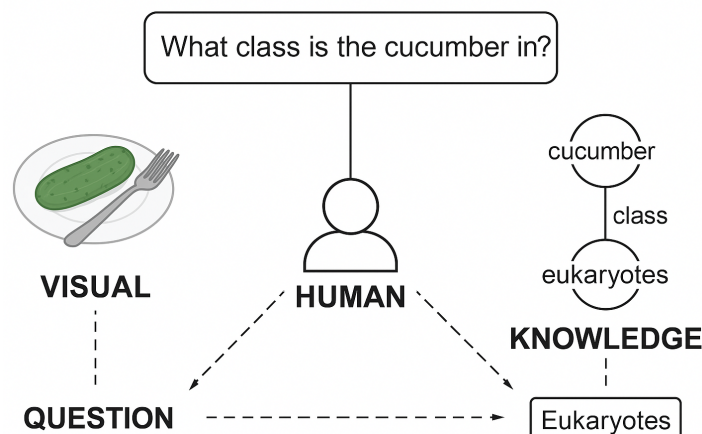 What class is the cucumber in?
cucumber
class
eukaryotes
VISUAL
HUMAN
KNOWLEDGE
QUESTION
Eukaryotes